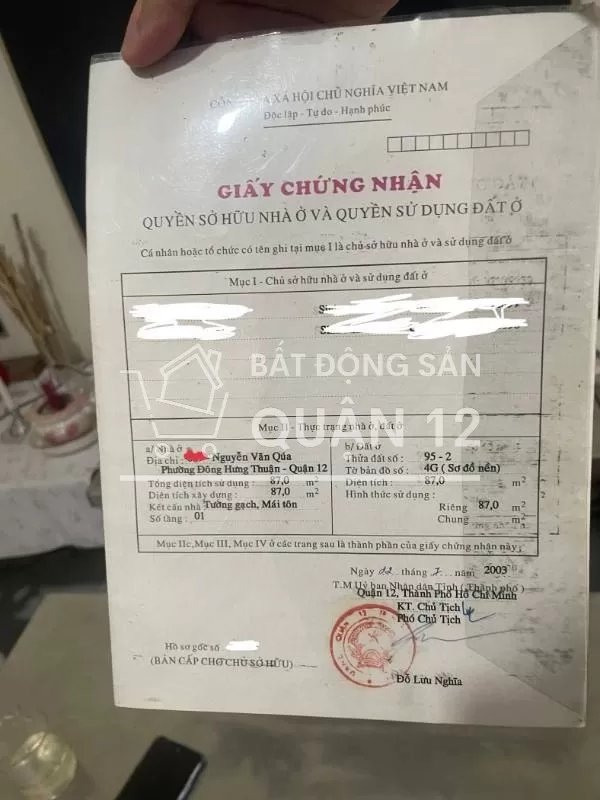 XÃ HỘI CHỦ NGHĨA VIỆT NAM
Độc lập - Tự do - Hạnh phúc
GIẤY CHỨNG NHẬN
QUYỀN SỞ HỮU NHÀ Ở VÀ QUYỀN SỬ DỤNG ĐẤT Ở
Cá nhân hoặc tổ chức có tên ghi tại mục I là chủ sở hữu nhà ở và sử dụng đất ở
Mục I - Chủ sở hữu nhà ở và sử dụng đất ở
BẤT ĐỘNG SẢN
QUẬN 12
Mục II - Thực trạng nhà ở, đất ở
a/ Nhà ở
Địa chỉ: Nguyễn Văn Qúa
Phường Đông Hưng Thuận - Quận 12
Tổng diện tích sử dụng: 87,0 m2
Diện tích xây dựng: 87,0 m2
Kết cấu nhà: Tường gạch, Mái tôn
Số tầng: 01
b/ Đất ở
Thửa đất số: 95 - 2
Tờ bản đồ số: 4G ( Sơ đồ nền)
Diện tích: 87,0 m2
Hình thức sử dụng:
Riêng 87,0 m2
Chung m2
Mục IIc, Mục III, Mục IV ở các trang sau là thành phần của giấy chứng nhận này.
Ngày 22 tháng 7 năm 2003
T.M Uỷ ban Nhân dân Tỉnh ( Thành phố )
Quận 12, Thành Phố Hồ Chí Minh
KT. Chủ Tịch
Phó Chủ Tịch
Hồ sơ gốc số
(BẢN CẤP CHO CHỦ SỞ HỮU)
Đỗ Lưu Nghĩa